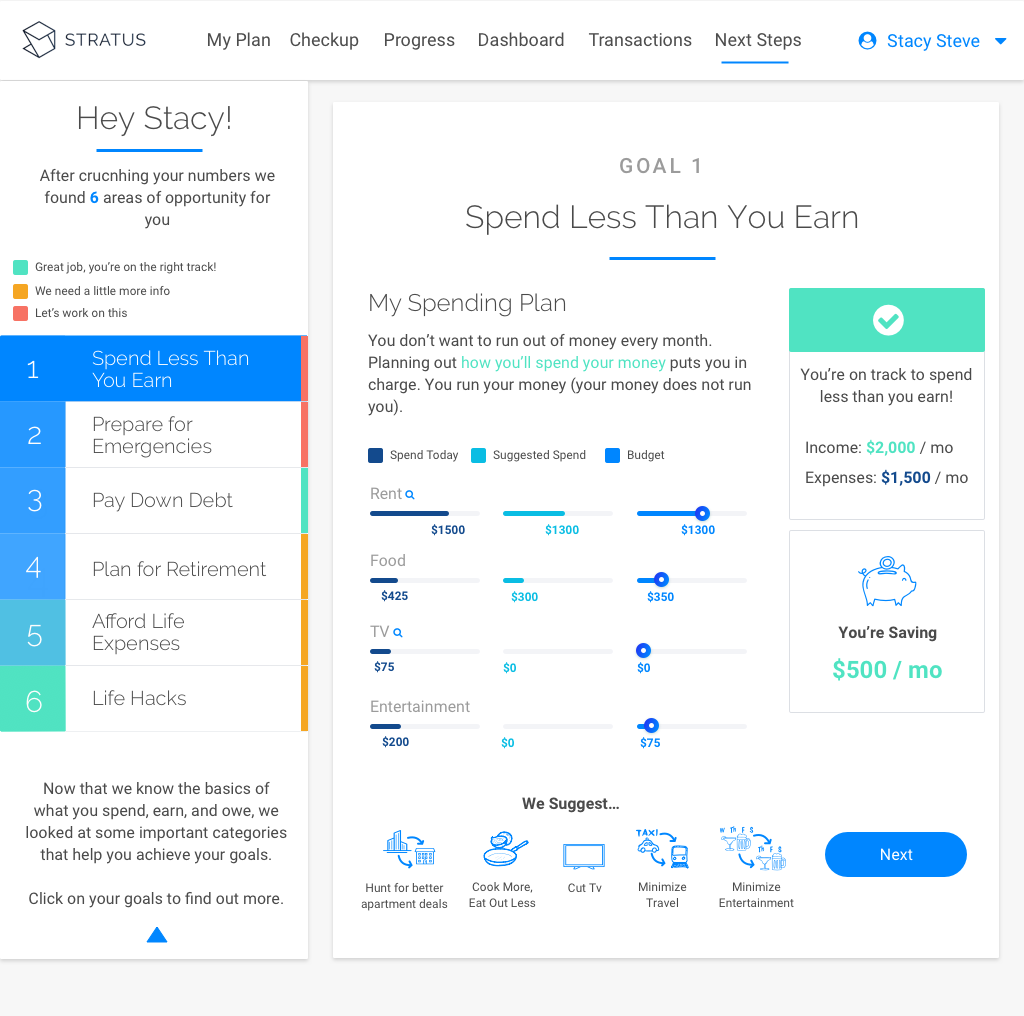 STRATUS
My Plan
Checkup
Progress
Dashboard
Transactions
Next Steps
Stacy Steve
Hey Stacy!
After crucnhing your numbers we
found 6 areas of opportunity for
you
Great job, you're on the right track!
We need a little more info
Let's work on this
1
Spend Less Than
You Earn
2
Prepare for
Emergencies
3
Pay Down Debt
4
Plan for Retirement
5
Afford Life
Expenses
6
Life Hacks
Now that we know the basics of
what you spend, earn, and owe, we
looked at some important categories
that help you achieve your goals.
Click on your goals to find out more.
GOAL 1
Spend Less Than You Earn
My Spending Plan
You don't want to run out of money every month.
Planning out how you'll spend your money puts you in
charge. You run your money (your money does not run
you).
Spend Today
Suggested Spend
Budget
Rent
$1500
$1300
$1300
Food
$425
$300
$350
TV
$75
$0
$0
Entertainment
$200
$0
$75
You're on track to spend
less than you earn!
Income: $2,000 / mo
Expenses: $1,500 / mo
You're Saving
$500 / mo
We Suggest...
Hunt for better
apartment deals
Cook More,
Eat Out Less
Cut Tv
TAXI
Minimize
Travel
W Th F S
Th F S
Minimize
Entertainment
Next